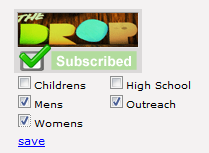 THE
DROP
Subscribed
Childrens High School
Mens Outreach
Womens
save